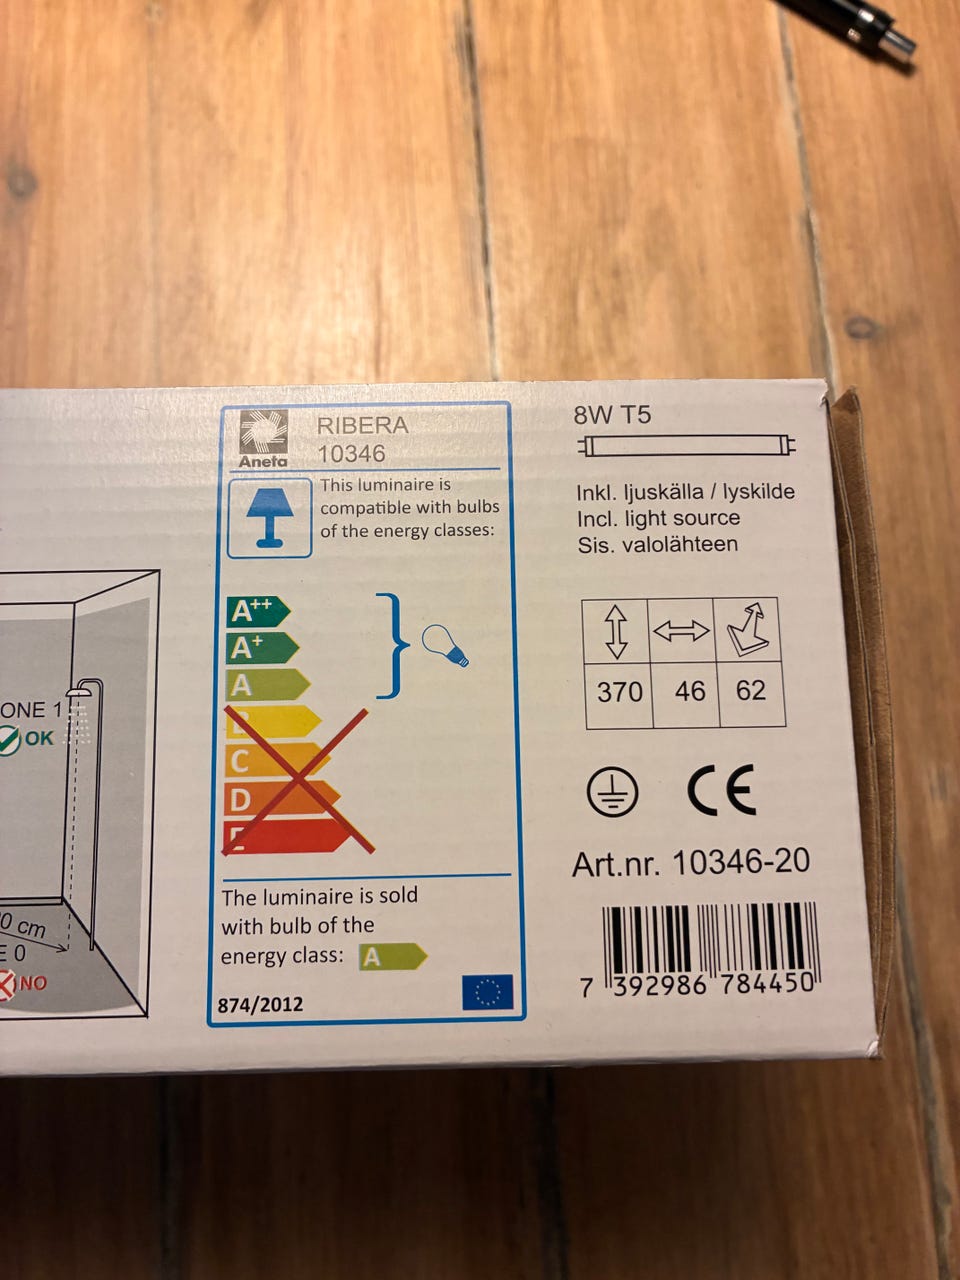 ONE 1
OK
0 cm
E 0
NO
Aneta
RIBERA
10346
This luminaire is
compatible with bulbs
of the energy classes:
A++
A+
A
B
C
D
E
The luminaire is sold
with bulb of the
energy class: A
874/2012
8W T5
Inkl. ljuskälla / lyskilde
Incl. light source
Sis. valolähteen
370 46 62
CE
Art.nr. 10346-20
7 392986 784450